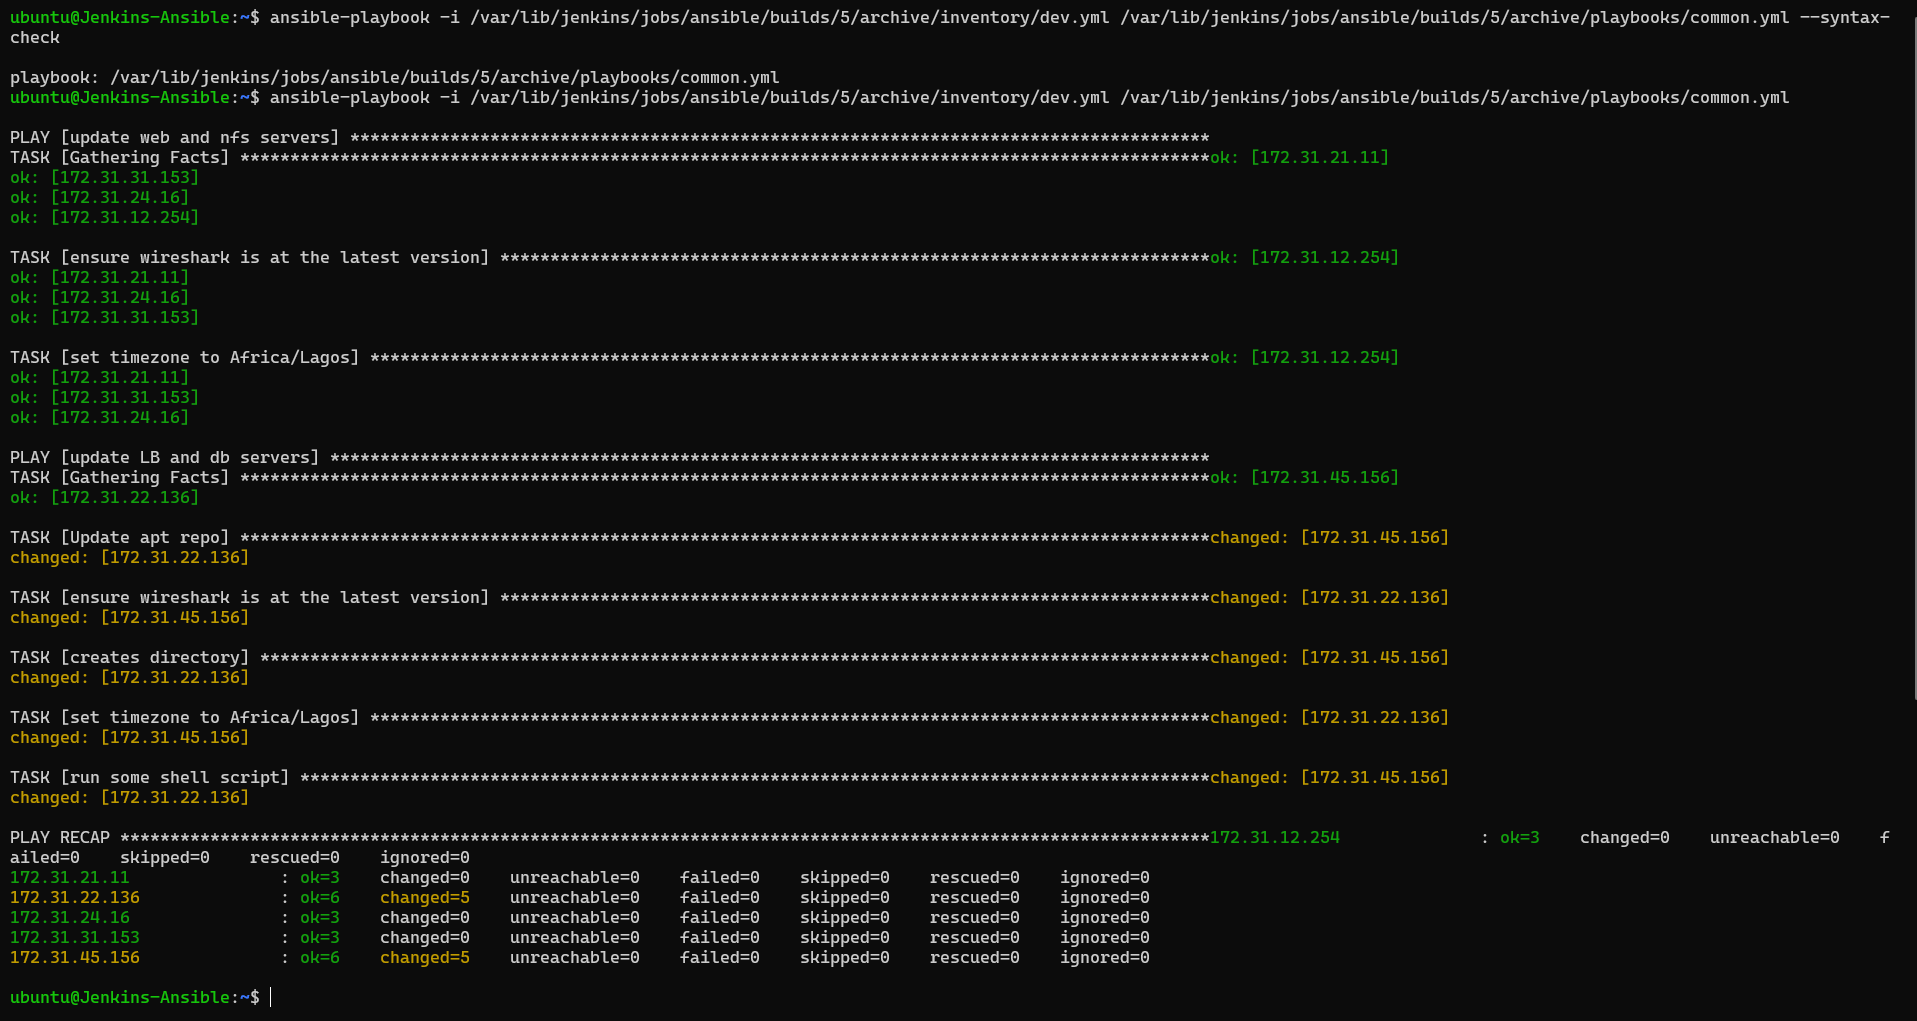 ubuntu@Jenkins-Ansible:~$ ansible-playbook -i /var/lib/jenkins/jobs/ansible/builds/5/archive/inventory/dev.yml /var/lib/jenkins/jobs/ansible/builds/5/archive/playbooks/common.yml --syntax-
check
playbook: /var/lib/jenkins/jobs/ansible/builds/5/archive/playbooks/common.yml
ubuntu@Jenkins-Ansible:~$ ansible-playbook -i /var/lib/jenkins/jobs/ansible/builds/5/archive/inventory/dev.yml /var/lib/jenkins/jobs/ansible/builds/5/archive/playbooks/common.yml
PLAY [update web and nfs servers] **************************************************************************************
TASK [Gathering Facts] *************************************************************************************************ok: [172.31.21.11]
ok: [172.31.31.153]
ok: [172.31.24.16]
ok: [172.31.12.254]
TASK [ensure wireshark is at the latest version] ***********************************************************************ok: [172.31.12.254]
ok: [172.31.21.11]
ok: [172.31.24.16]
ok: [172.31.31.153]
TASK [set timezone to Africa/Lagos] ************************************************************************************ok: [172.31.12.254]
ok: [172.31.21.11]
ok: [172.31.31.153]
ok: [172.31.24.16]
PLAY [update LB and db servers] ****************************************************************************************
TASK [Gathering Facts] *************************************************************************************************ok: [172.31.45.156]
ok: [172.31.22.136]
TASK [Update apt repo] *************************************************************************************************changed: [172.31.45.156]
changed: [172.31.22.136]
TASK [ensure wireshark is at the latest version] ***********************************************************************changed: [172.31.22.136]
changed: [172.31.45.156]
TASK [creates directory] ***********************************************************************************************changed: [172.31.45.156]
changed: [172.31.22.136]
TASK [set timezone to Africa/Lagos] ************************************************************************************changed: [172.31.22.136]
changed: [172.31.45.156]
TASK [run some shell script] *******************************************************************************************changed: [172.31.45.156]
changed: [172.31.22.136]
PLAY RECAP *************************************************************************************************************172.31.12.254              : ok=3    changed=0    unreachable=0    f
ailed=0    skipped=0    rescued=0    ignored=0
172.31.21.11               : ok=3    changed=0    unreachable=0    failed=0    skipped=0    rescued=0    ignored=0
172.31.22.136              : ok=6    changed=5    unreachable=0    failed=0    skipped=0    rescued=0    ignored=0
172.31.24.16               : ok=3    changed=0    unreachable=0    failed=0    skipped=0    rescued=0    ignored=0
172.31.31.153              : ok=3    changed=0    unreachable=0    failed=0    skipped=0    rescued=0    ignored=0
172.31.45.156              : ok=6    changed=5    unreachable=0    failed=0    skipped=0    rescued=0    ignored=0
ubuntu@Jenkins-Ansible:~$